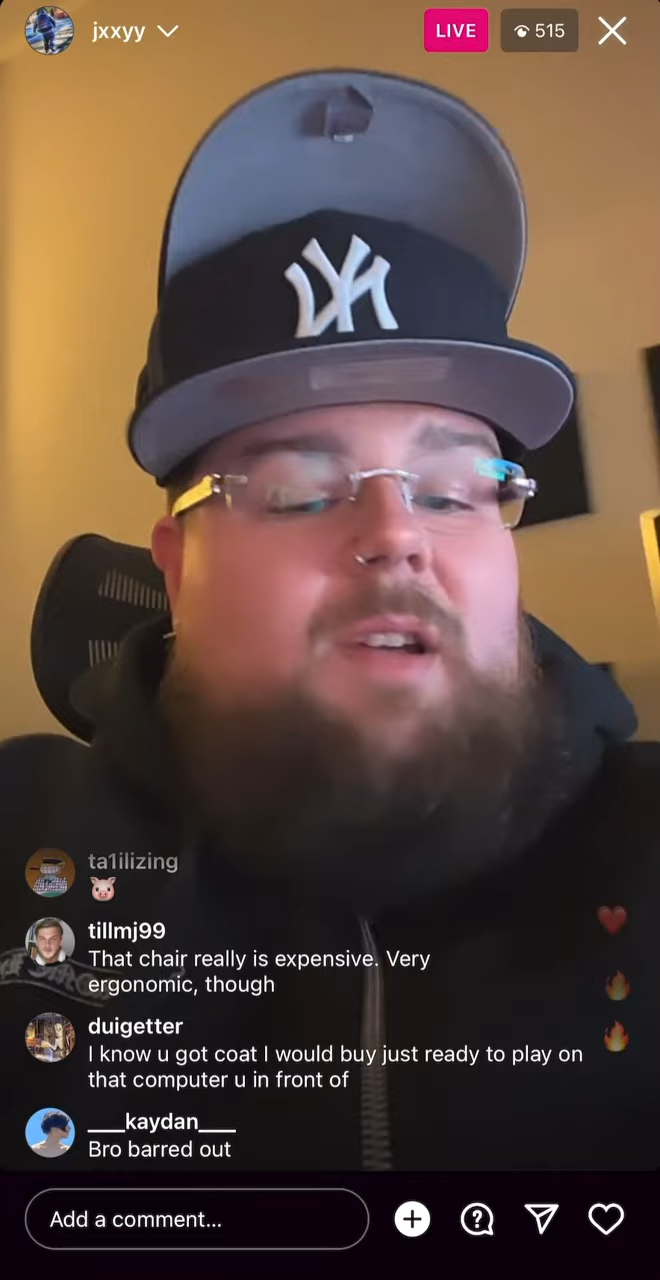 jxxyy
LIVE
515
NY
ta1ilizing
tillmj99
That chair really is expensive. Very
ergonomic, though
duigetter
I know u got coat I would buy just ready to play on
that computer u in front of
___kaydan___
Bro barred out
Add a comment...